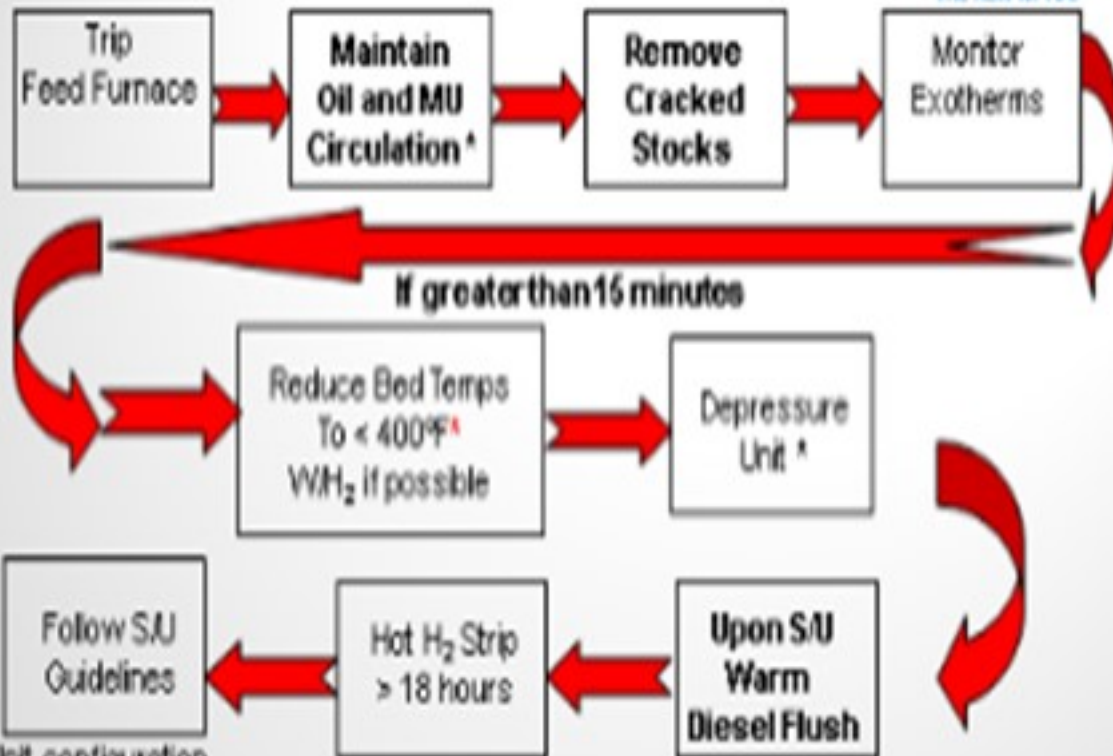 Trip
Feed Furnace
Maintain
Oil and MU
Circulation *
Remove
Cracked
Stocks
Monitor
Exotherms
If greater than 15 minutes
Reduce Bed Temps
To < 400ºF*
W/H₂ if possible
Depressure
Unit *
Upon S/U
Warm
Diesel Flush
Hot H₂ Strip
> 18 hours
Follow S/U
Guidelines
configuration